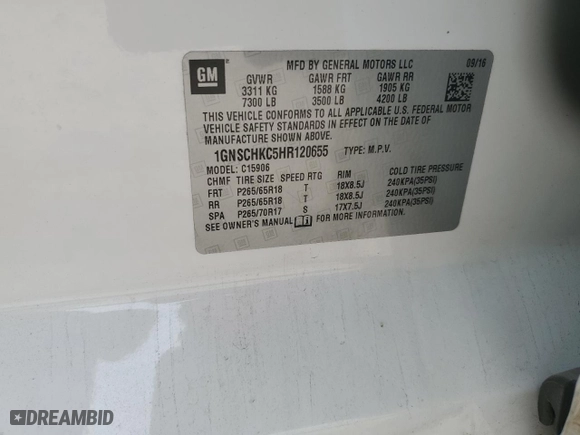 GM
MFD BY GENERAL MOTORS LLC 09/16
GVWR GAWR FRT GAWR RR
3311 KG 1588 KG 1905 KG
7300 LB 3500 LB 4200 LB
THIS VEHICLE CONFORMS TO ALL APPLICABLE U.S. FEDERAL MOTOR
VEHICLE SAFETY STANDARDS IN EFFECT ON THE DATE OF
MANUFACTURE SHOWN ABOVE.
1GNSCHKC5HR120655 TYPE: M.P.V.
MODEL: C15906
CHMF TIRE SIZE SPEED RTG RIM COLD TIRE PRESSURE
FRT P265/65R18 T 18X8.5J 240KPA(35PSI)
RR P265/65R18 T 18X8.5J 240KPA(35PSI)
SPA P265/70R17 S 17X7.5J 240KPA(35PSI)
SEE OWNER'S MANUAL FOR MORE INFORMATION.
DREAMBID